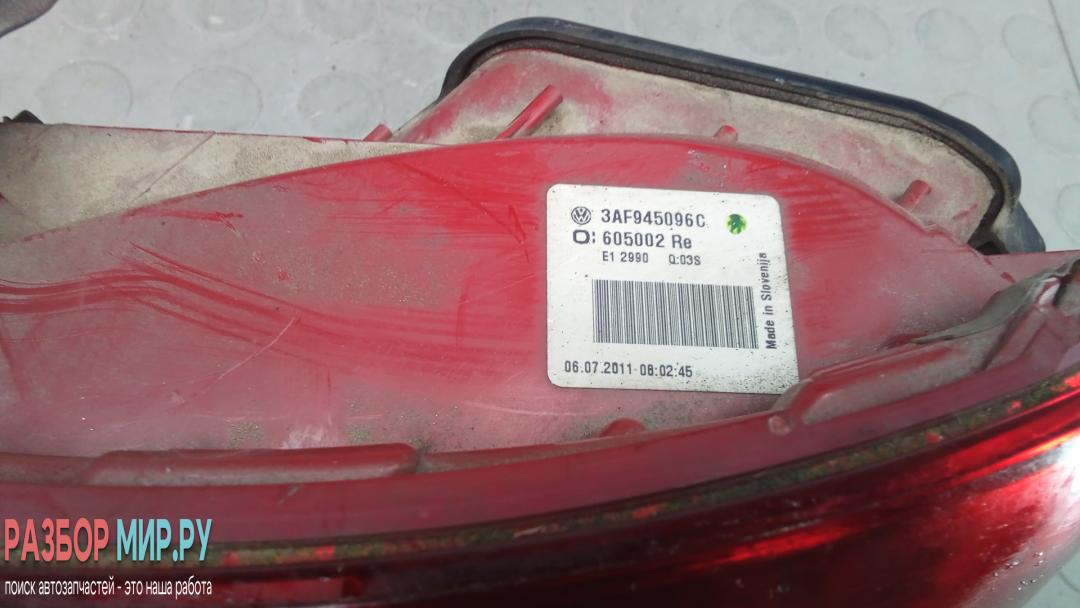 3AF945096C
O: 605002 Re
E1 2990 Q:03S
Made in Slovenija
06.07.2011 08:02:45
РАЗБОР МИР.РУ
поиск автозапчастей - это наша работа